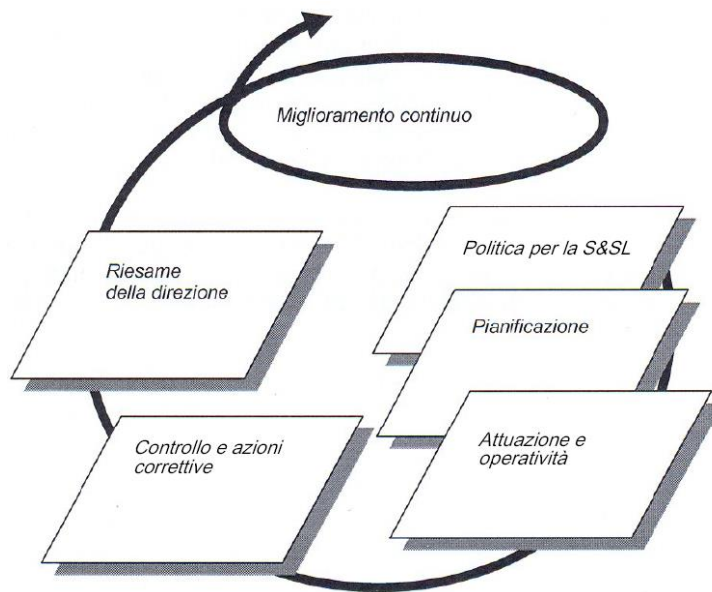 Miglioramento continuo
Politica per la S&SL
Riesame
della direzione
Pianificazione
Controllo e azioni
correttive
Attuazione e
operatività